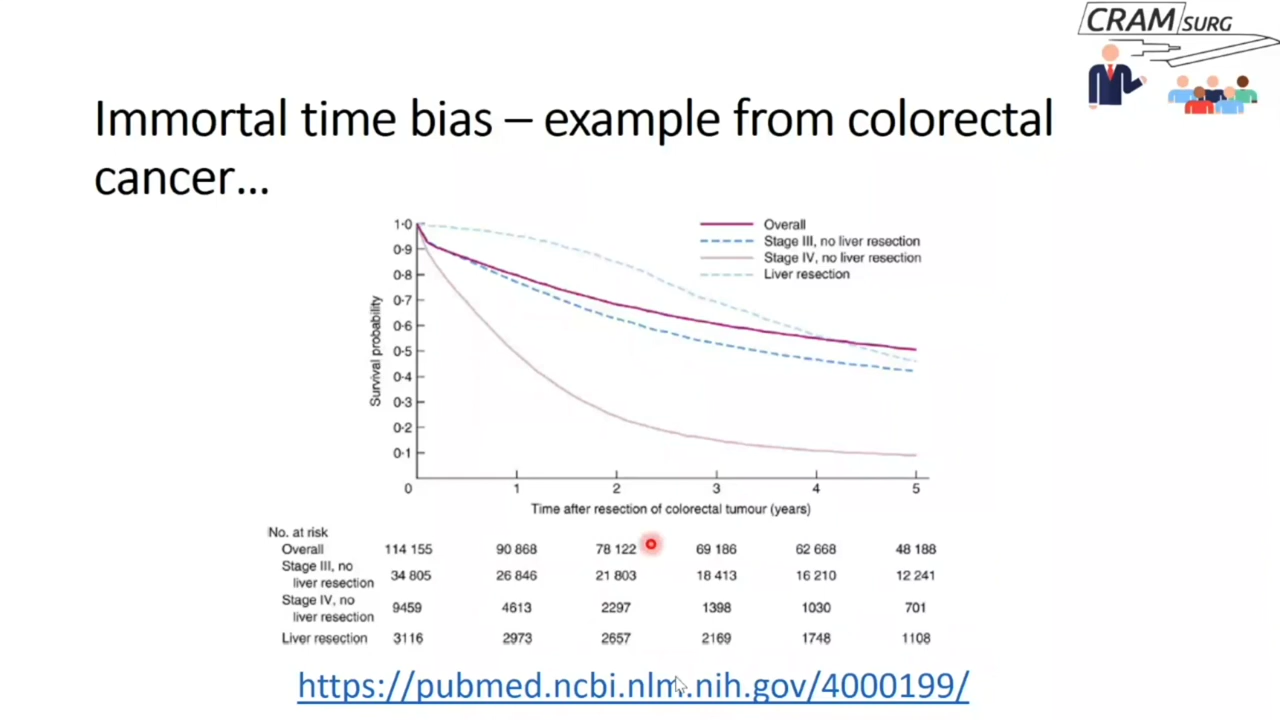 CRAM SURG
Immortal time bias – example from colorectal
cancer...
1·0
0·9
0·8
0·7
0·6
0·5
0·4
0·3
0·2
0·1
Survival probability
Overall
Stage III, no liver resection
Stage IV, no liver resection
Liver resection
0 1 2 3 4 5
Time after resection of colorectal tumour (years)
No. at risk
Overall 114 155 90 868 78 122 69 186 62 668 48 188
Stage III, no
liver resection 34 805 26 846 21 803 18 413 16 210 12 241
Stage IV, no
liver resection 9459 4613 2297 1398 1030 701
Liver resection 3116 2973 2657 2169 1748 1108
https://pubmed.ncbi.nlm.nih.gov/4000199/